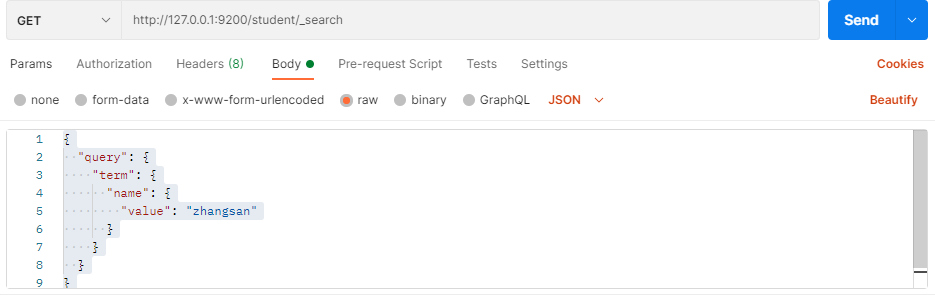 GET http://127.0.0.1:9200/student/_search Send
Params Authorization Headers (8) Body Pre-request Script Tests Settings Cookies
none form-data x-www-form-urlencoded raw binary GraphQL JSON Beautify
1 {
2 "query": {
3 "term": {
4 "name": {
5 "value": "zhangsan"
6 }
7 }
8 }
9 }